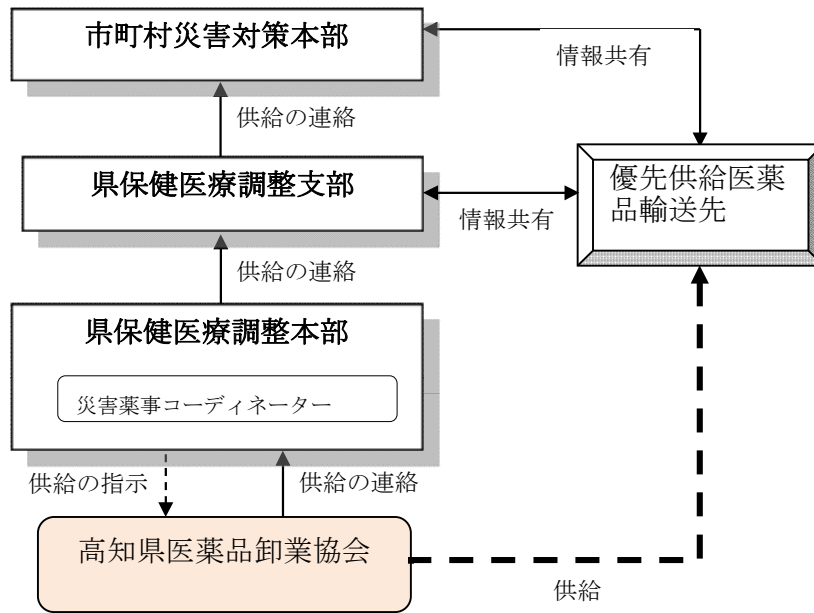 市町村災害対策本部
情報共有
供給の連絡
県保健医療調整支部
優先供給医薬
品輸送先
情報共有
供給の連絡
県保健医療調整本部
災害薬事コーディネーター
供給の指示
供給の連絡
高知県医薬品卸業協会
供給